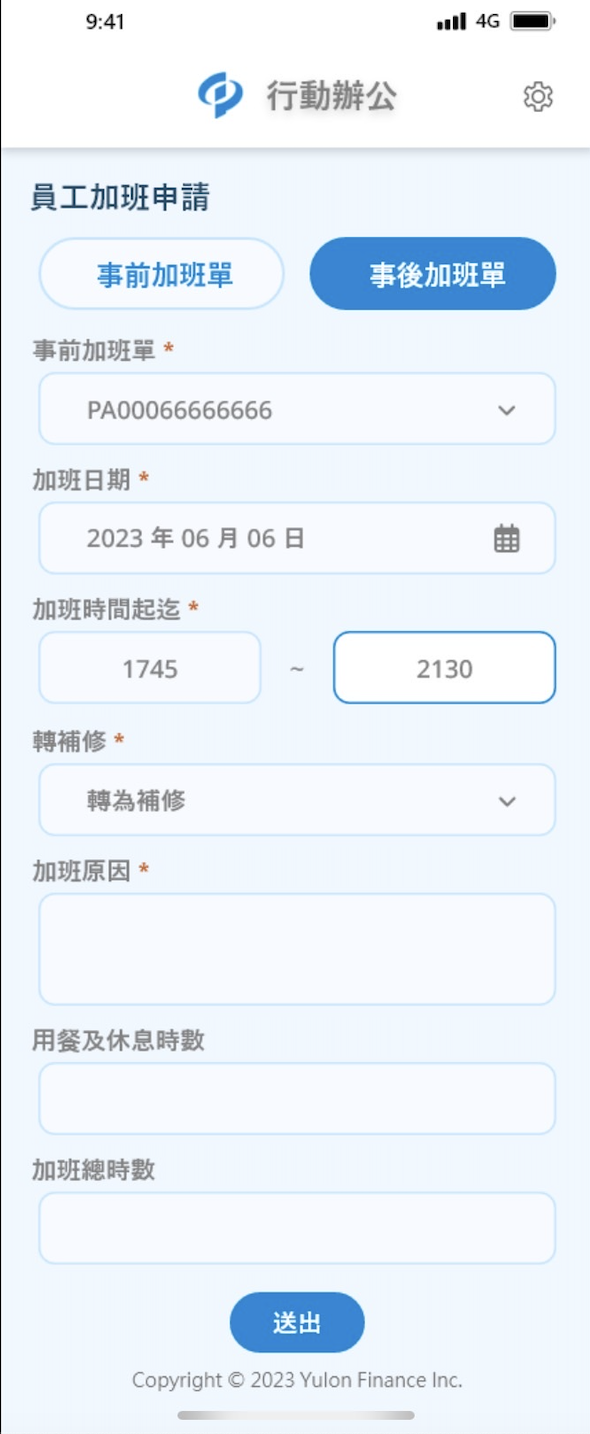 9:41 4G
行動辦公
員工加班申請
事前加班單 事後加班單
事前加班單 *
PA00066666666
加班日期 *
2023 年 06 月 06 日
加班時間起迄 *
1745 ~ 2130
轉補修 *
轉為補修
加班原因 *
用餐及休息時數
加班總時數
送出
Copyright © 2023 Yulon Finance Inc.